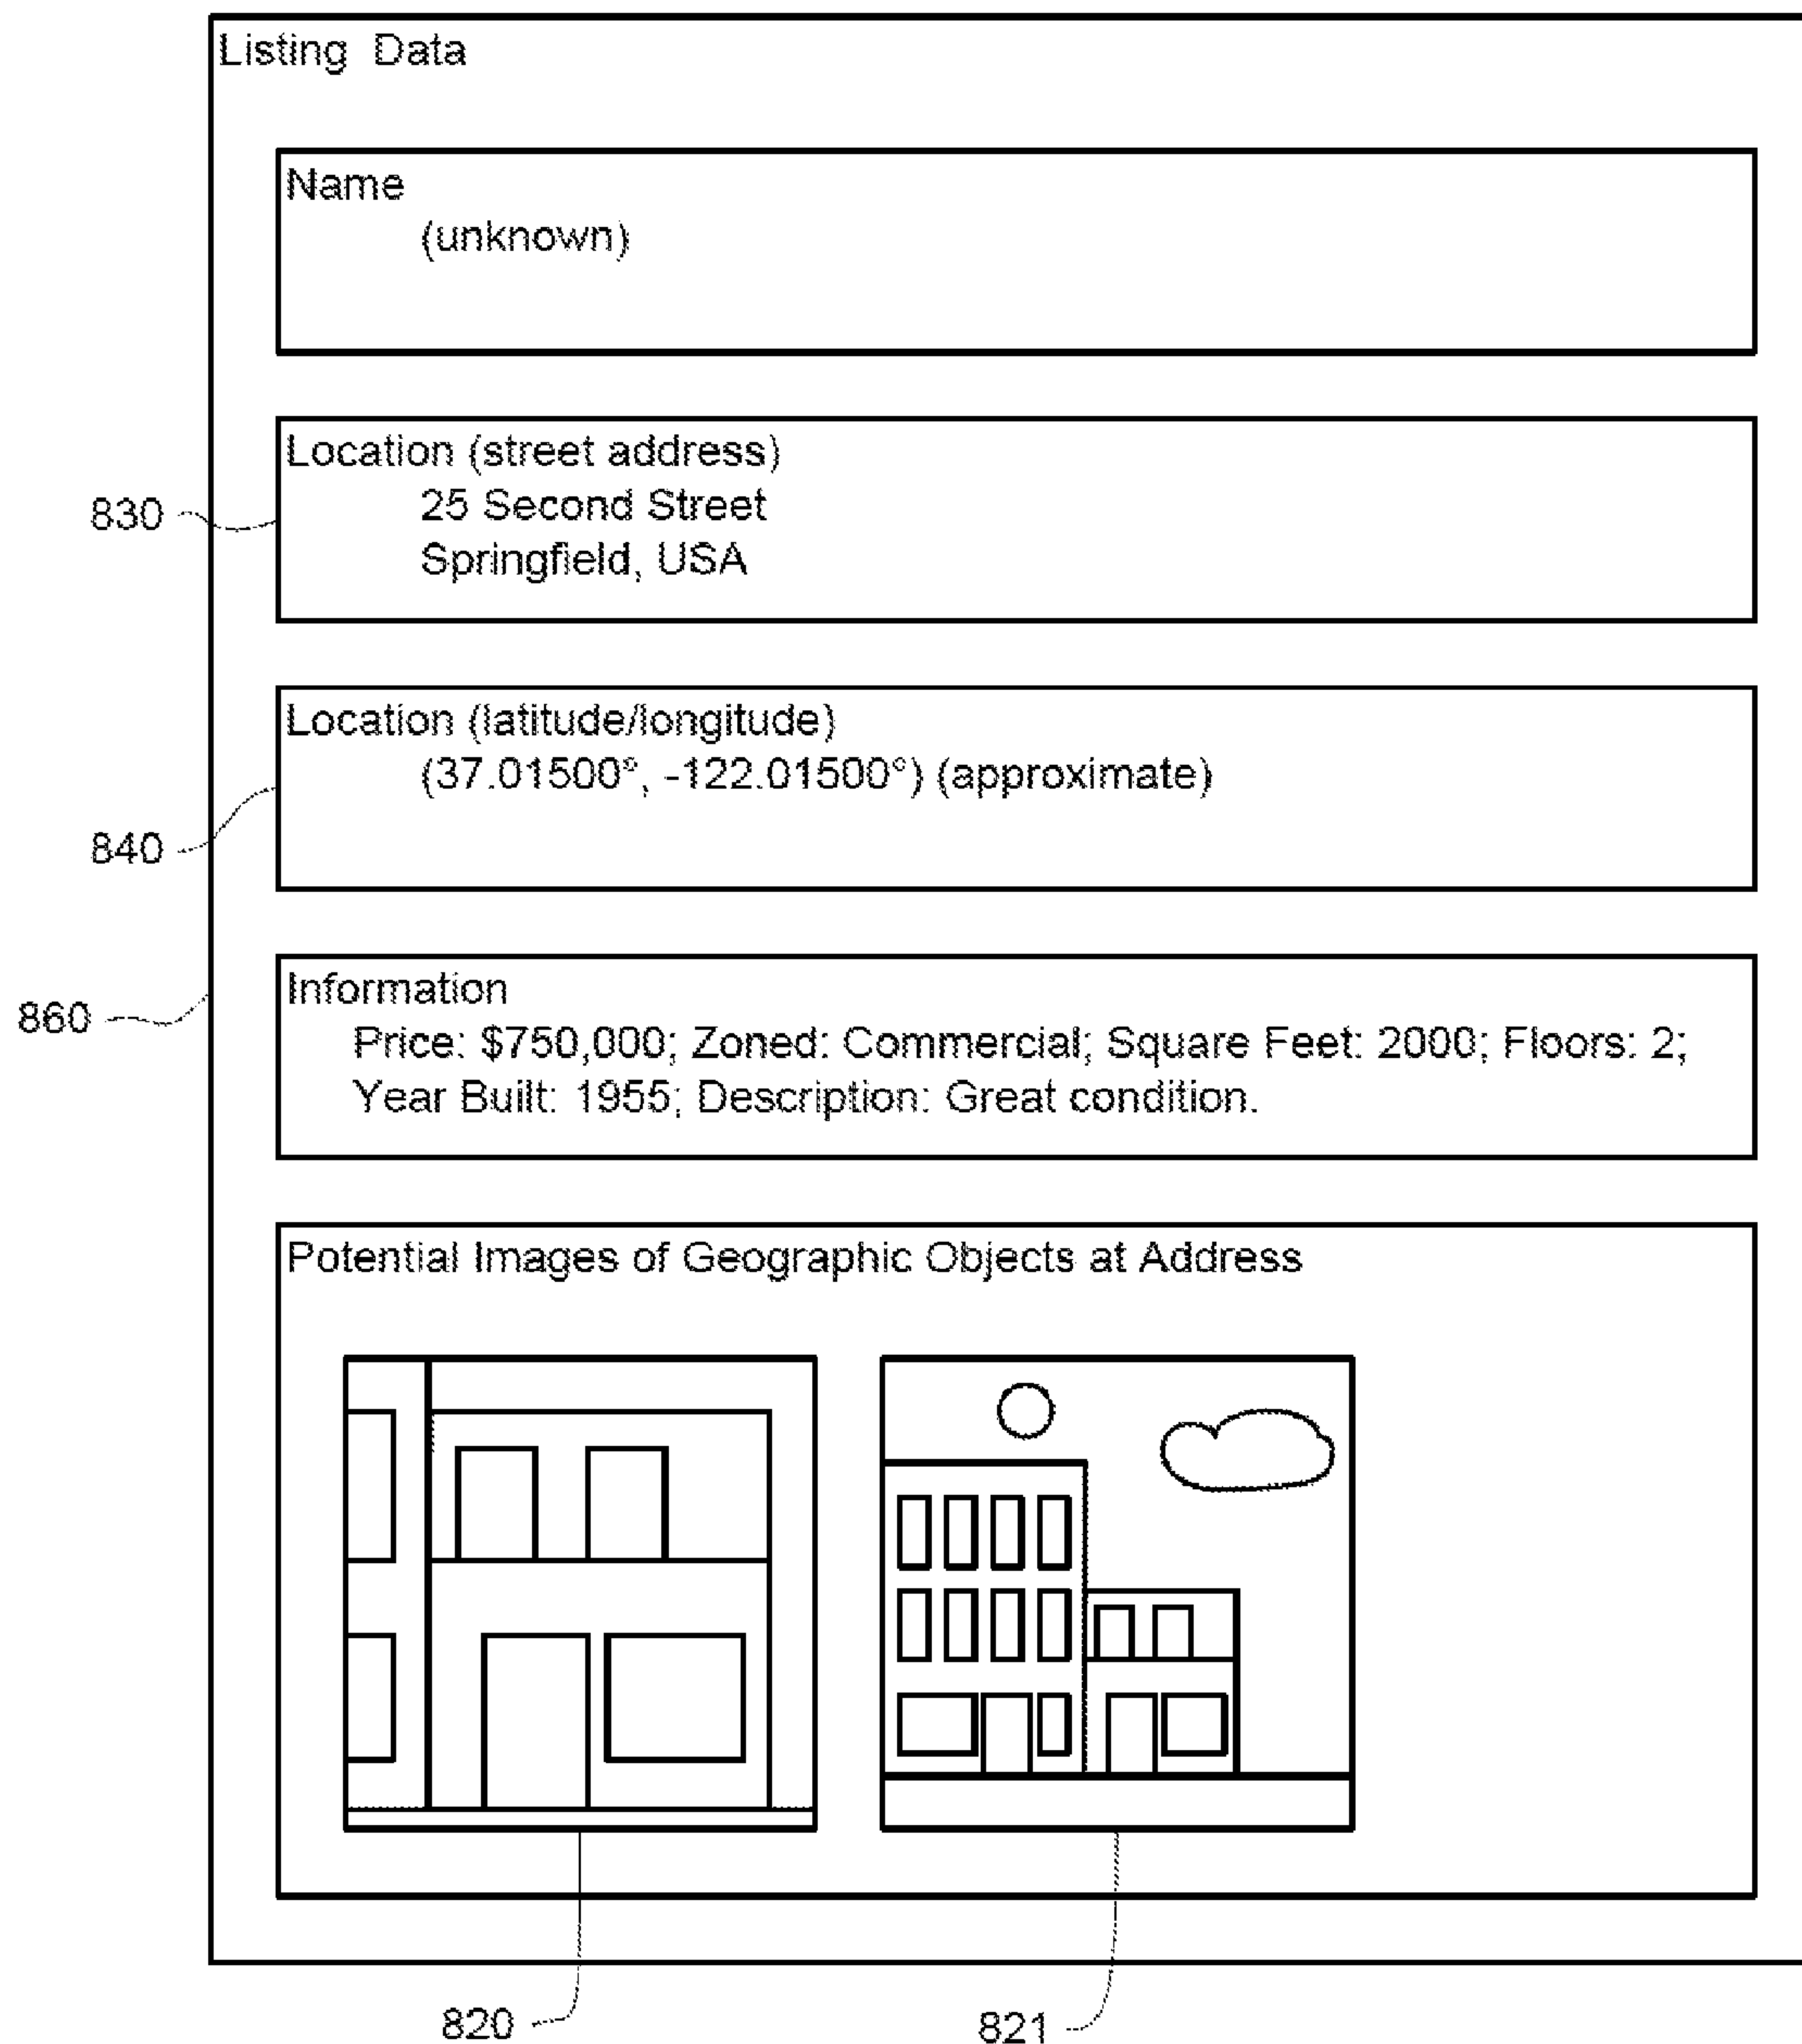 Listing Data
Name
(unknown)
Location (street address)
25 Second Street
Springfield, USA
830
Location (latitude/longitude)
(37.01500°, -122.01500°) (approximate)
840
Information
Price: $750,000; Zoned: Commercial; Square Feet: 2000; Floors: 2;
Year Built: 1955; Description: Great condition.
860
Potential Images of Geographic Objects at Address
820
821